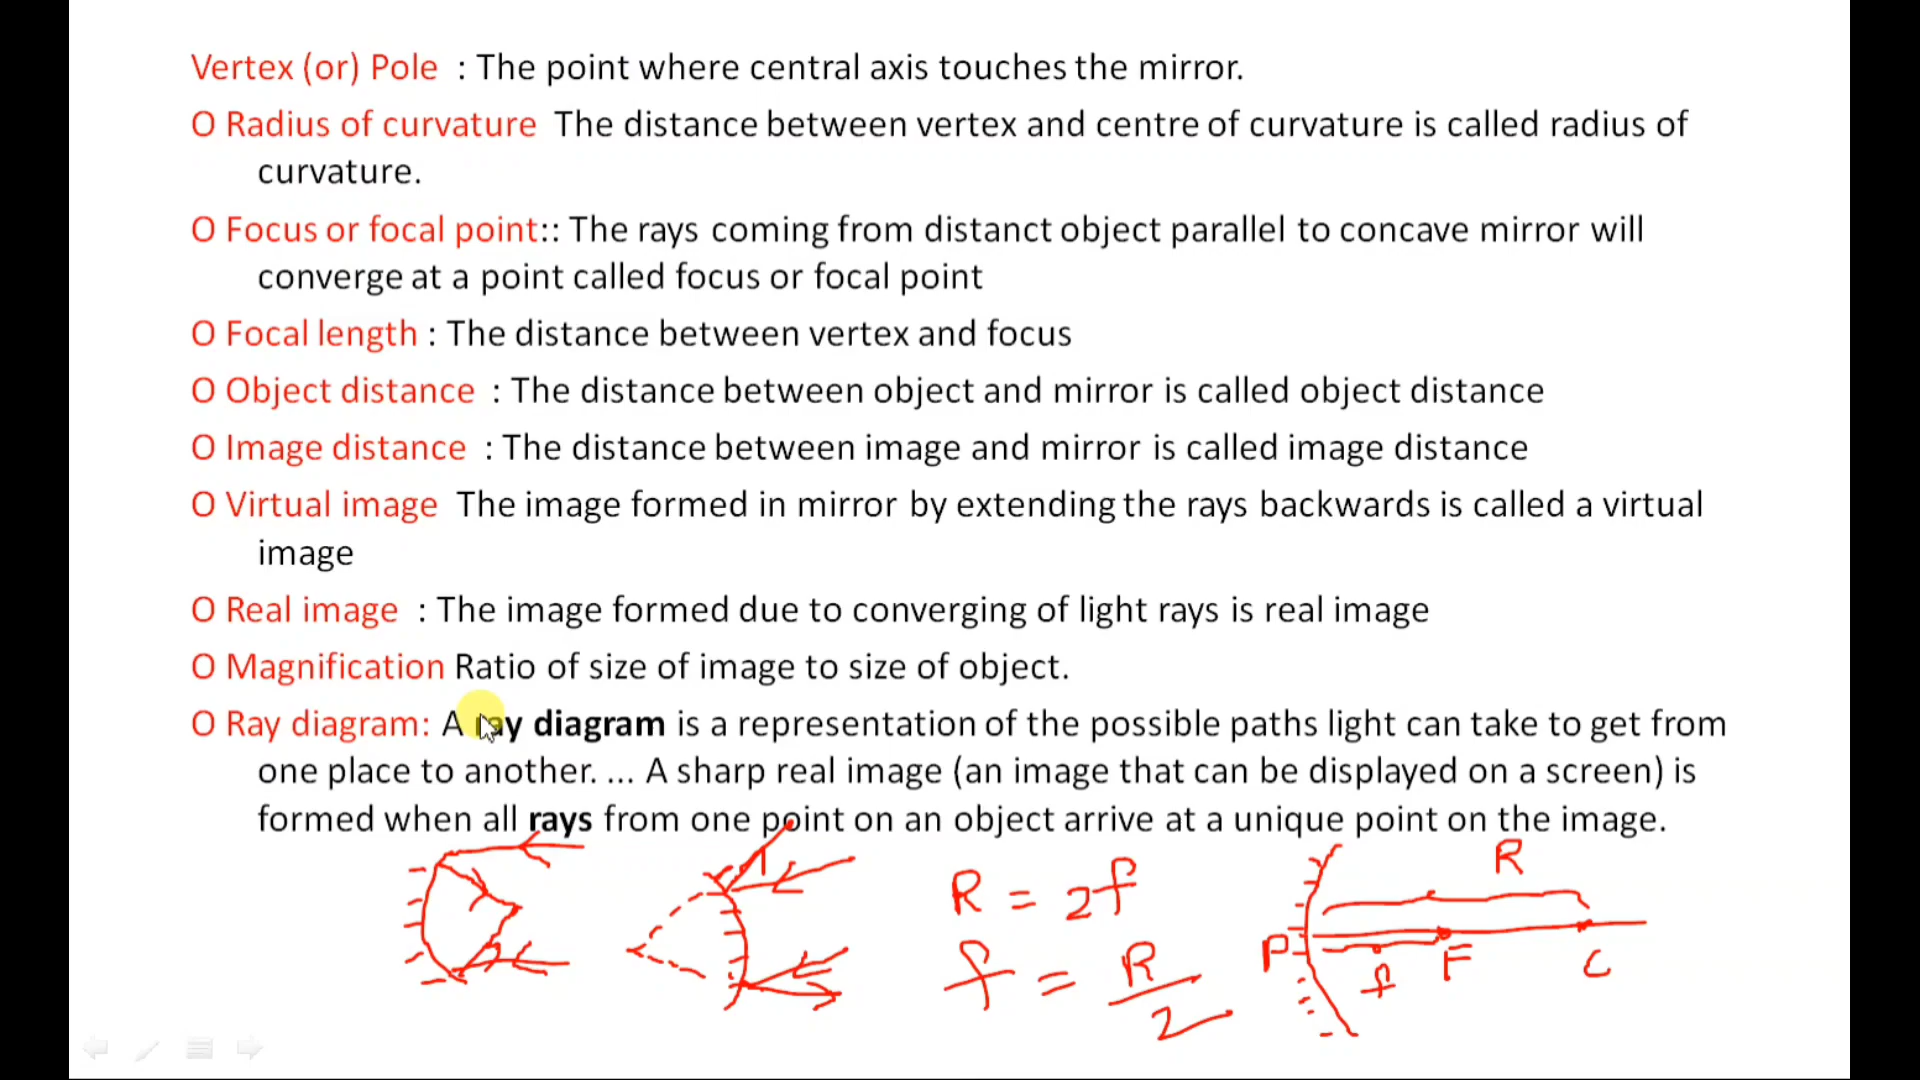 Vertex (or) Pole : The point where central axis touches the mirror.
O Radius of curvature The distance between vertex and centre of curvature is called radius of
curvature.
O Focus or focal point:: The rays coming from distanct object parallel to concave mirror will
converge at a point called focus or focal point
O Focal length : The distance between vertex and focus
O Object distance : The distance between object and mirror is called object distance
O Image distance : The distance between image and mirror is called image distance
O Virtual image The image formed in mirror by extending the rays backwards is called a virtual
image
O Real image : The image formed due to converging of light rays is real image
O Magnification Ratio of size of image to size of object.
O Ray diagram: A ray diagram is a representation of the possible paths light can take to get from
one place to another. ... A sharp real image (an image that can be displayed on a screen) is
formed when all rays from one point on an object arrive at a unique point on the image.
R = 2f
f = R/2
R
P f F C